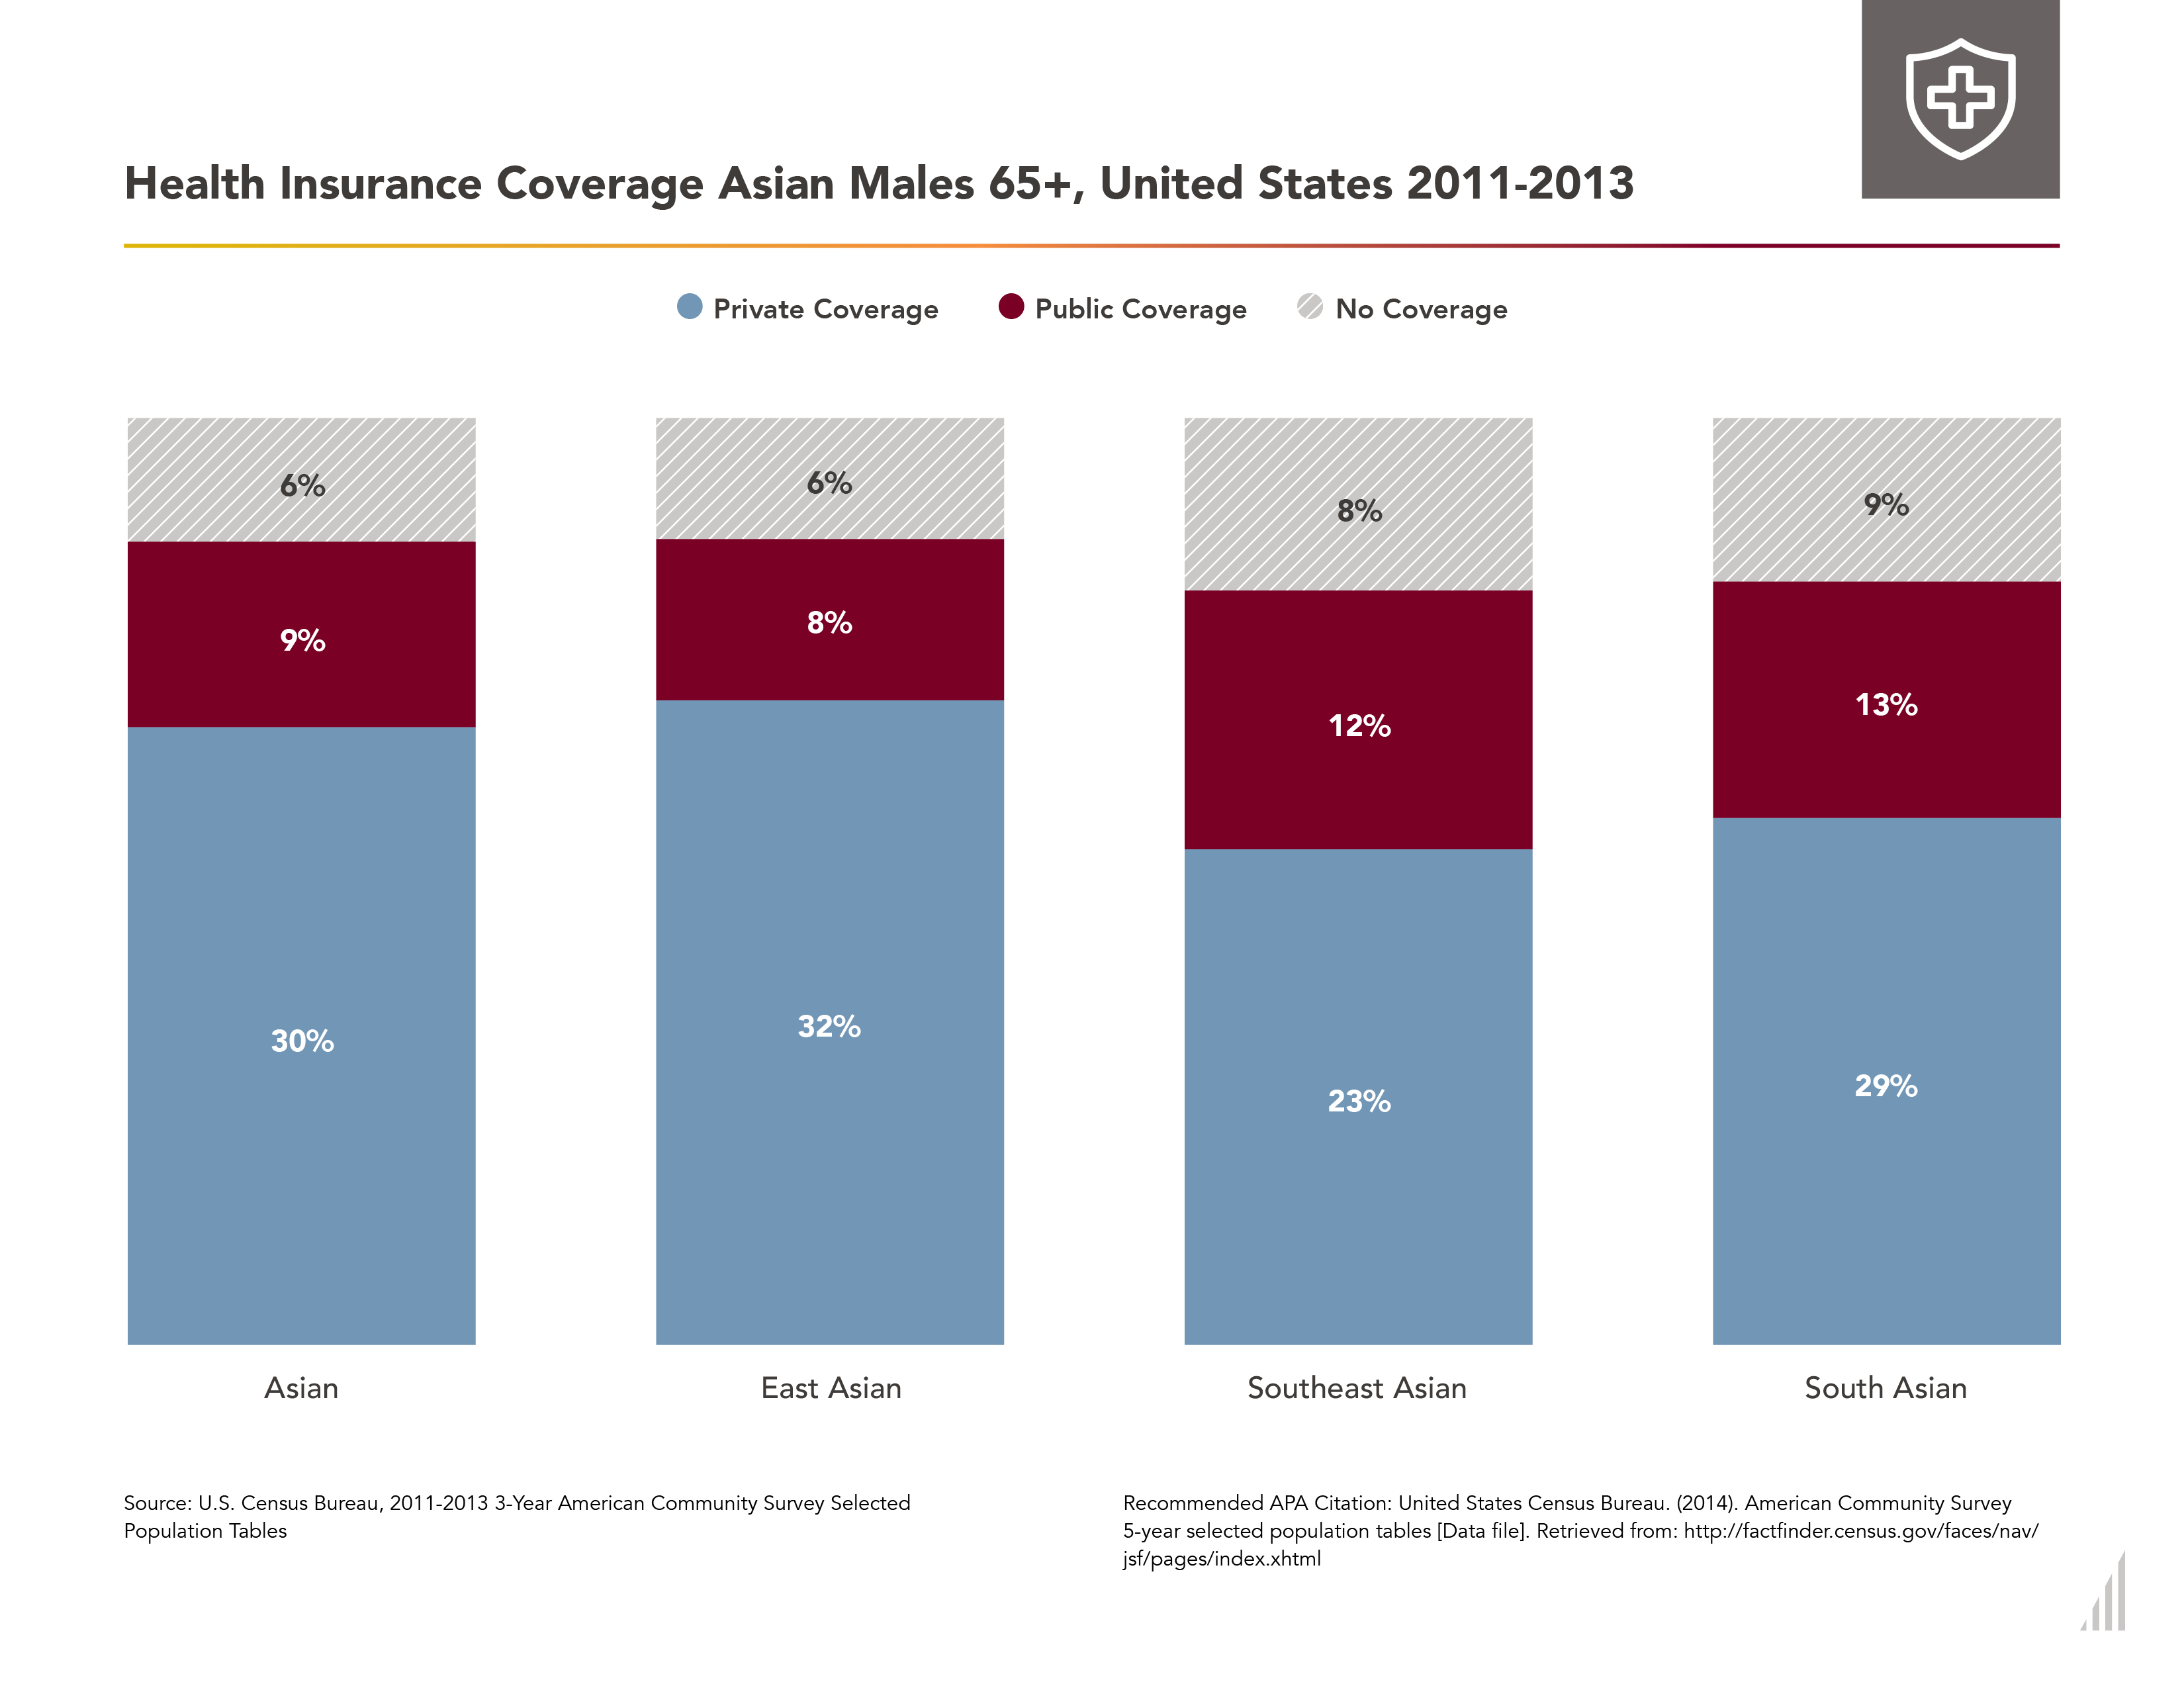 Health Insurance Coverage Asian Males 65+, United States 2011-2013
Private Coverage Public Coverage No Coverage
6% 6% 8% 9%
9% 8% 12% 13%
30% 32% 23% 29%
Asian East Asian Southeast Asian South Asian
Source: U.S. Census Bureau, 2011-2013 3-Year American Community Survey Selected
Population Tables
Recommended APA Citation: United States Census Bureau. (2014). American Community Survey
5-year selected population tables [Data file]. Retrieved from: http://factfinder.census.gov/faces/nav/
jsf/pages/index.xhtml